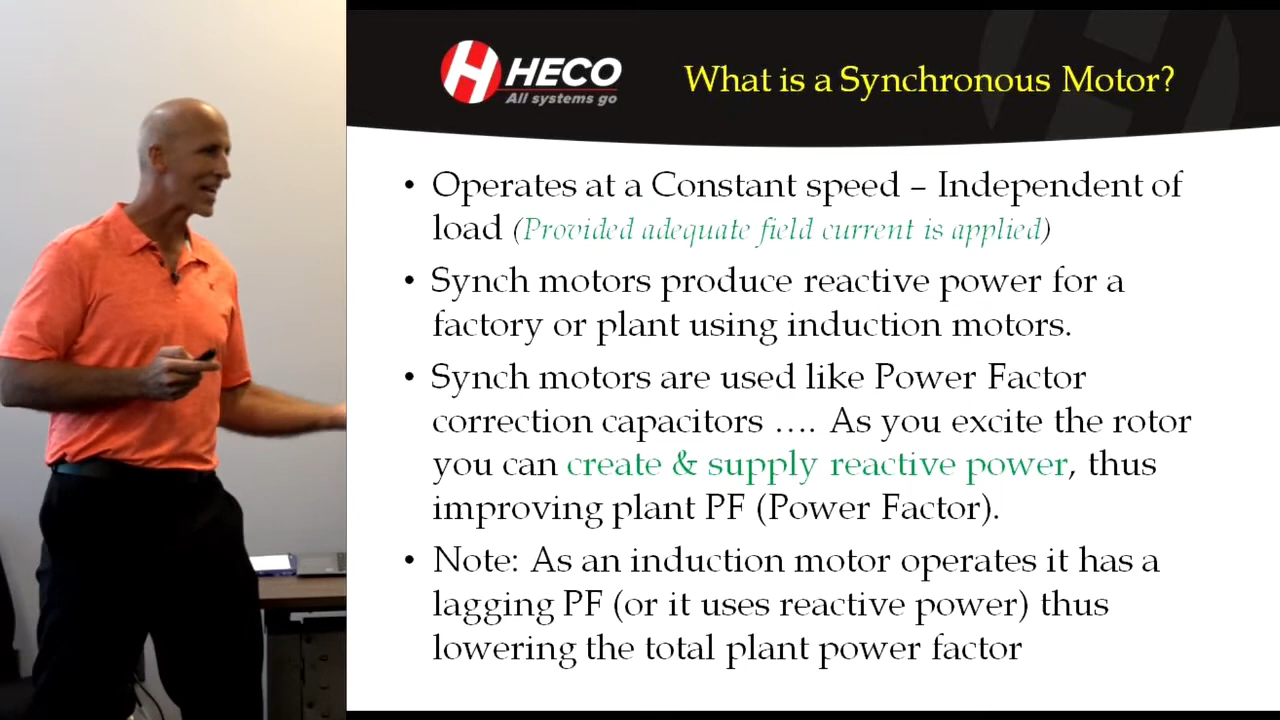 HECO
All systems go
What is a Synchronous Motor?
• Operates at a Constant speed – Independent of
load (Provided adequate field current is applied)
• Synch motors produce reactive power for a
factory or plant using induction motors.
• Synch motors are used like Power Factor
correction capacitors .... As you excite the rotor
you can create & supply reactive power, thus
improving plant PF (Power Factor).
• Note: As an induction motor operates it has a
lagging PF (or it uses reactive power) thus
lowering the total plant power factor